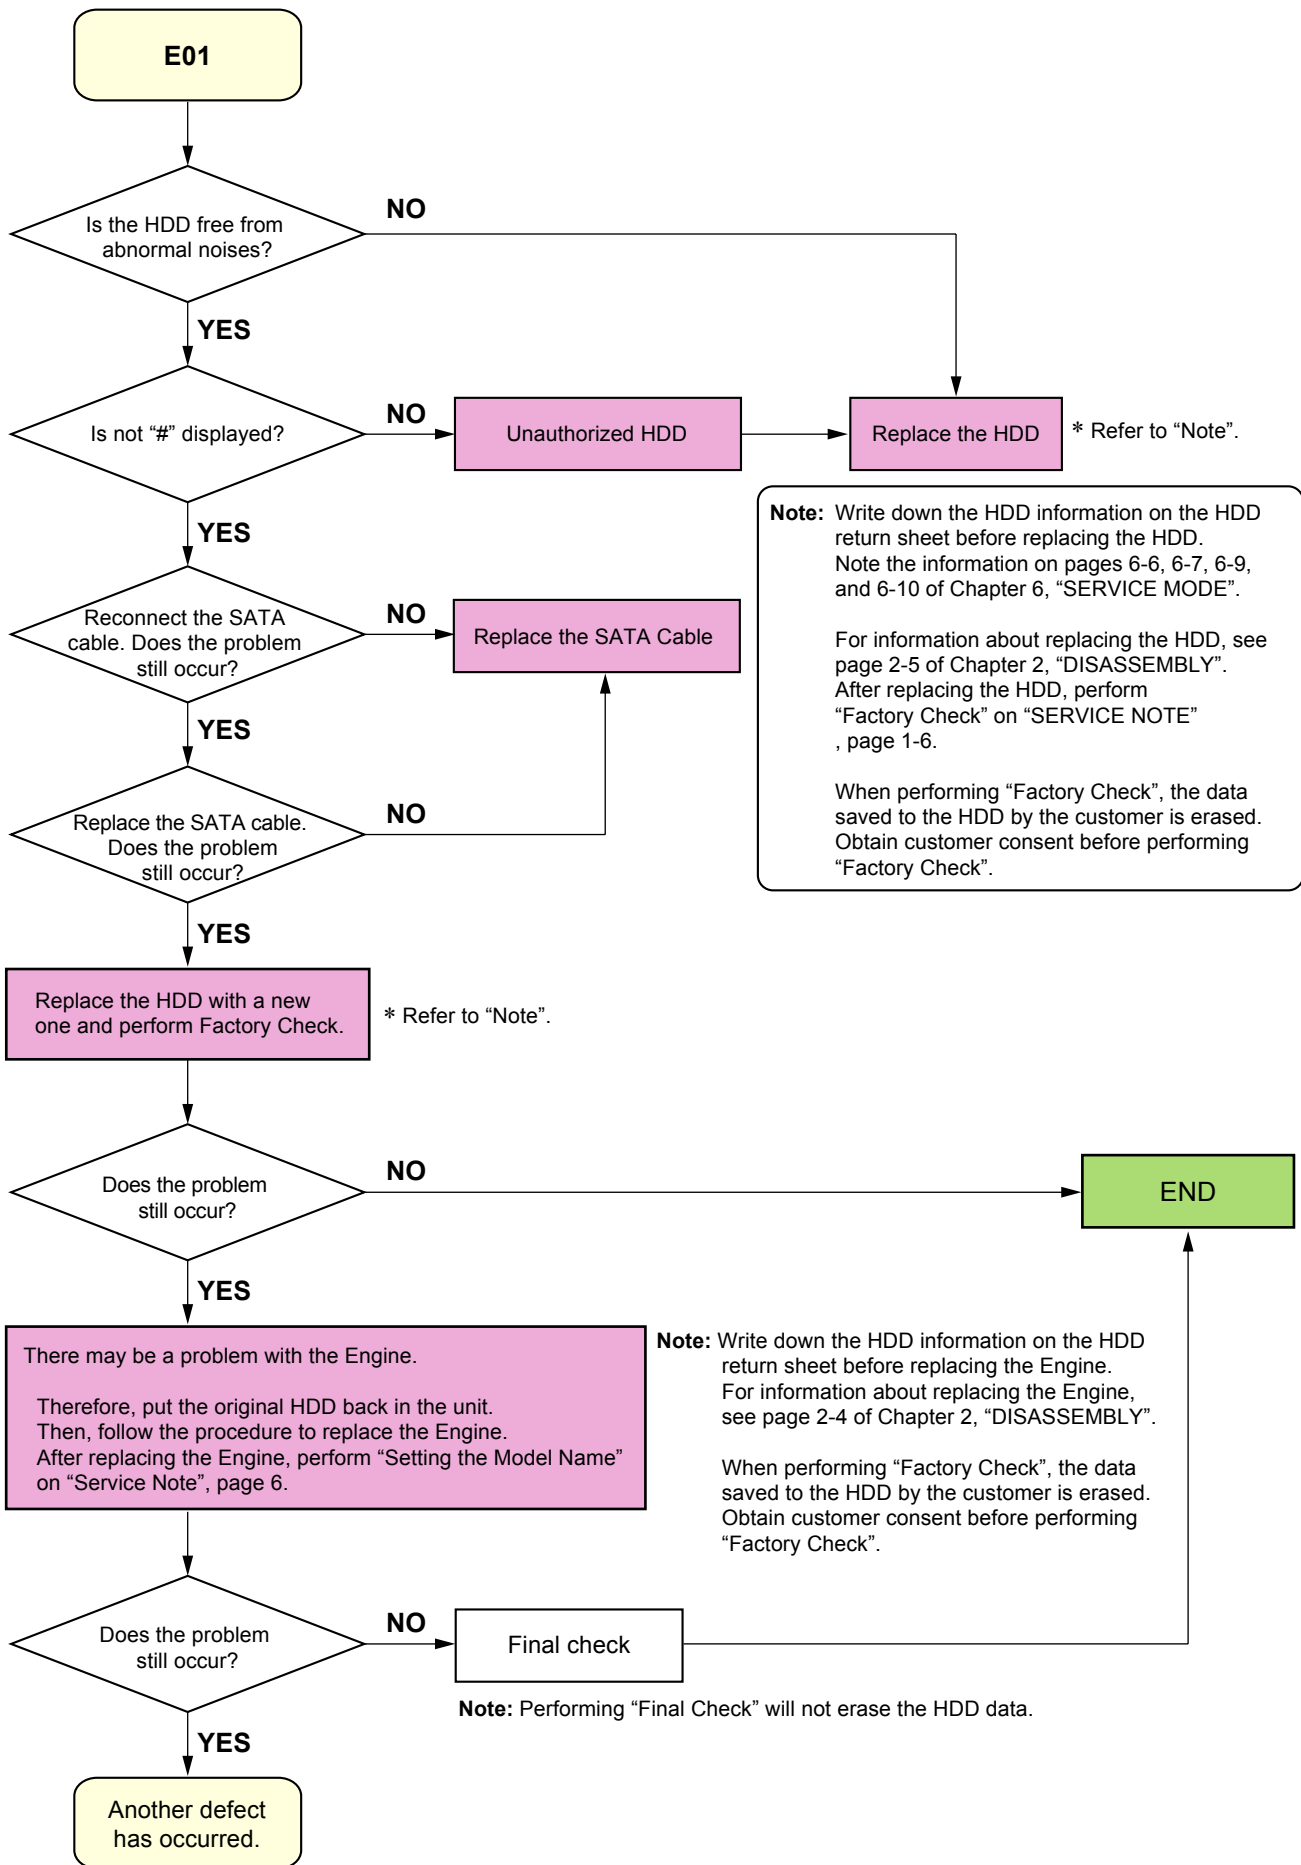 E01
Is the HDD free from
abnormal noises?
NO
YES
Is not “#” displayed?
NO
Unauthorized HDD
Replace the HDD
* Refer to “Note”.
YES
Note: Write down the HDD information on the HDD
return sheet before replacing the HDD.
Note the information on pages 6-6, 6-7, 6-9,
and 6-10 of Chapter 6, “SERVICE MODE”.
For information about replacing the HDD, see
page 2-5 of Chapter 2, “DISASSEMBLY”.
After replacing the HDD, perform
“Factory Check” on “SERVICE NOTE”
, page 1-6.
When performing “Factory Check”, the data
saved to the HDD by the customer is erased.
Obtain customer consent before performing
“Factory Check”.
Reconnect the SATA
cable. Does the problem
still occur?
NO
Replace the SATA Cable
YES
Replace the SATA cable.
Does the problem
still occur?
NO
YES
Replace the HDD with a new
one and perform Factory Check.
* Refer to “Note”.
Does the problem
still occur?
NO
END
YES
There may be a problem with the Engine.
Therefore, put the original HDD back in the unit.
Then, follow the procedure to replace the Engine.
After replacing the Engine, perform “Setting the Model Name”
on “Service Note”, page 6.
Note: Write down the HDD information on the HDD
return sheet before replacing the Engine.
For information about replacing the Engine,
see page 2-4 of Chapter 2, “DISASSEMBLY”.
When performing “Factory Check”, the data
saved to the HDD by the customer is erased.
Obtain customer consent before performing
“Factory Check”.
Does the problem
still occur?
NO
Final check
Note: Performing “Final Check” will not erase the HDD data.
YES
Another defect
has occurred.